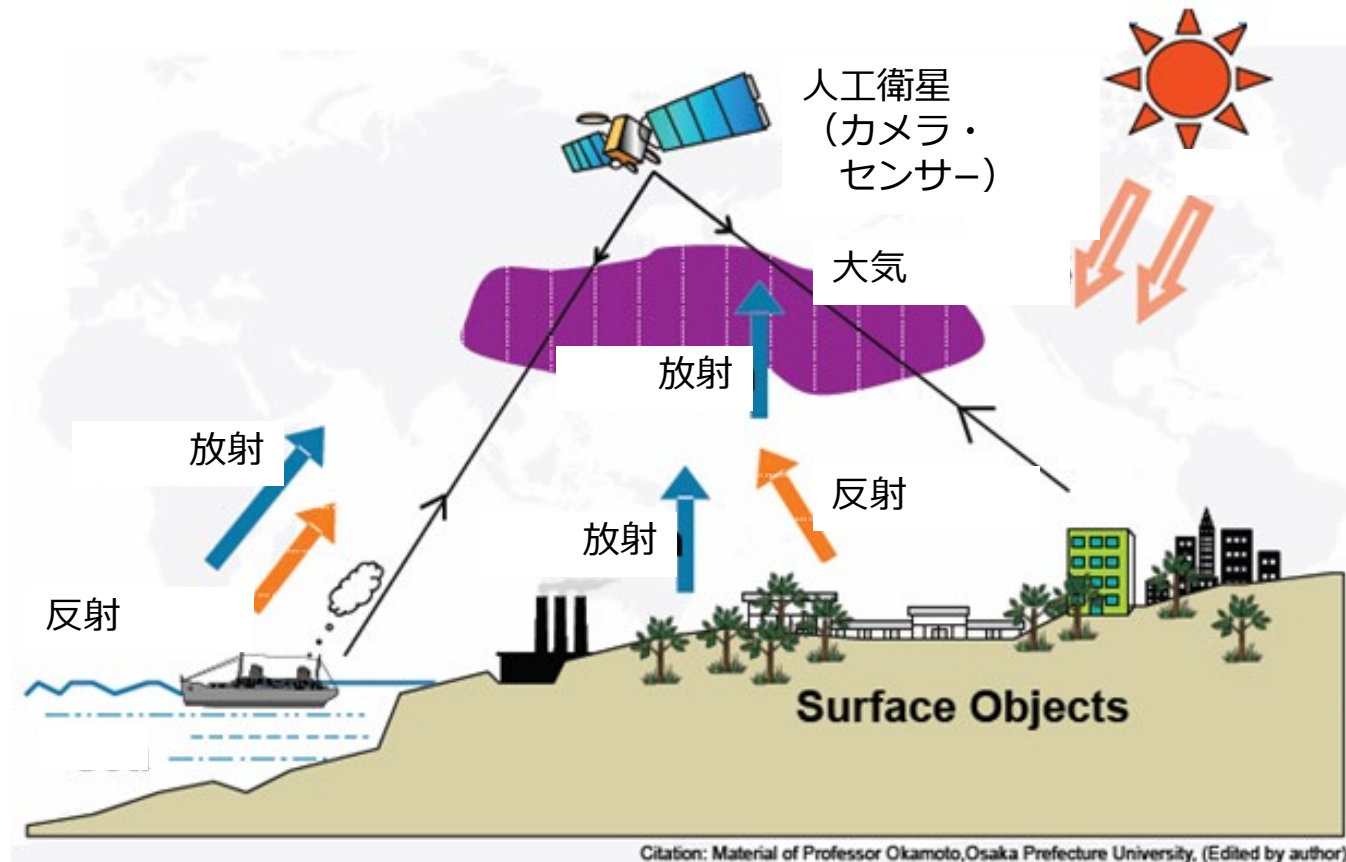 人工衛星
（カメラ・
センサー）
大気
放射
放射
反射
放射
反射
Surface Objects
Citation: Material of Professor Okamoto,Osaka Prefecture University, (Edited by author)